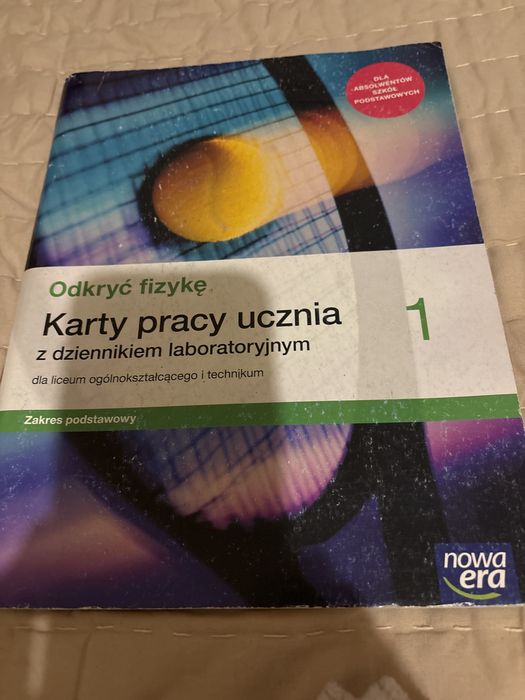 DLA
ABSOLWENTÓW
SZKÓŁ
PODSTAWOWYCH
Odkryć fizykę
Karty pracy ucznia 1
z dziennikiem laboratoryjnym
dla liceum ogólnokształcącego i technikum
Zakres podstawowy
nowa
era